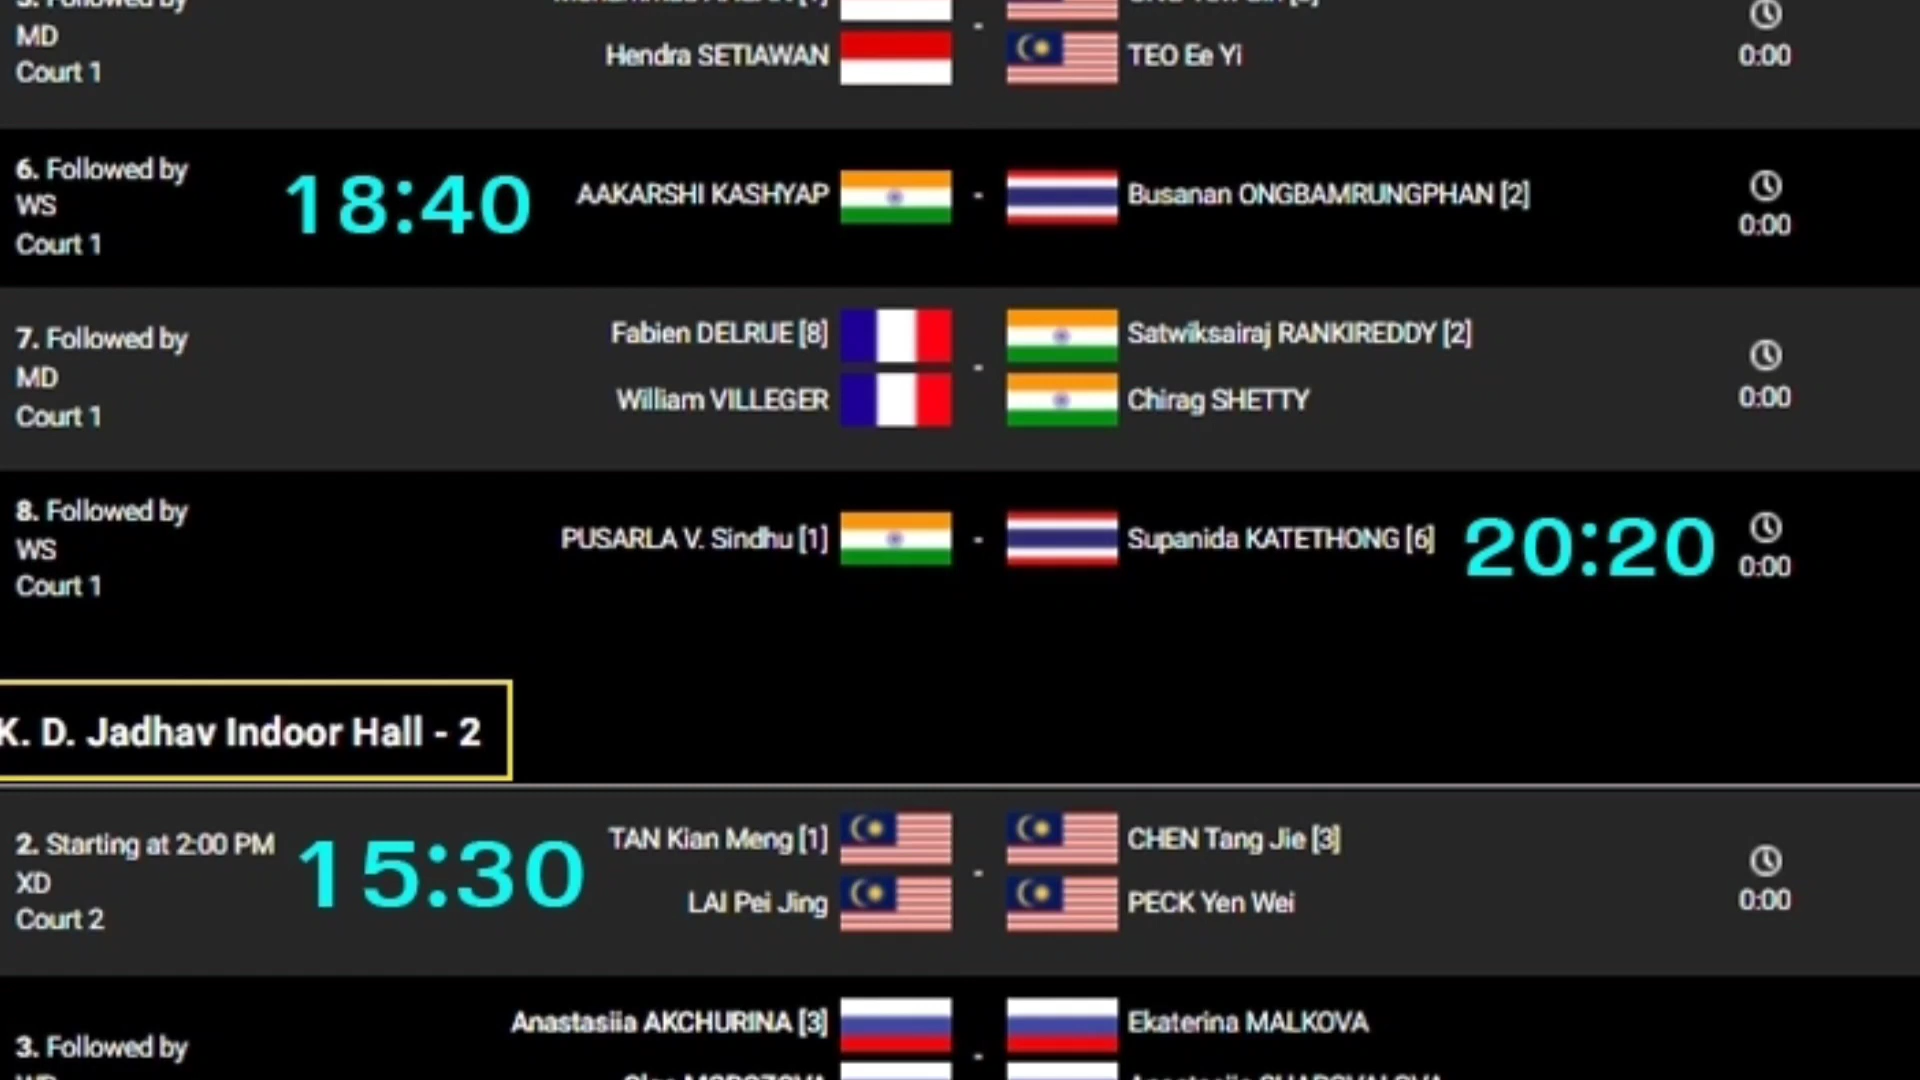 MD
Court 1
Hendra SETIAWAN
-
TEO Ee Yi
0:00
6. Followed by
WS
Court 1
18:40
AAKARSHI KASHYAP
-
Busanan ONGBAMRUNGPHAN [2]
0:00
7. Followed by
MD
Court 1
Fabien DELRUE [8]
William VILLEGER
-
Satwiksairaj RANKIREDDY [2]
Chirag SHETTY
0:00
8. Followed by
WS
Court 1
PUSARLA V. Sindhu [1]
-
Supanida KATETHONG [6]
20:20
0:00
K. D. Jadhav Indoor Hall - 2
2. Starting at 2:00 PM
XD
Court 2
15:30
TAN Kian Meng [1]
LAI Pei Jing
-
CHEN Tang Jie [3]
PECK Yen Wei
0:00
3. Followed by
Anastasiia AKCHURINA [3]
-
Ekaterina MALKOVA